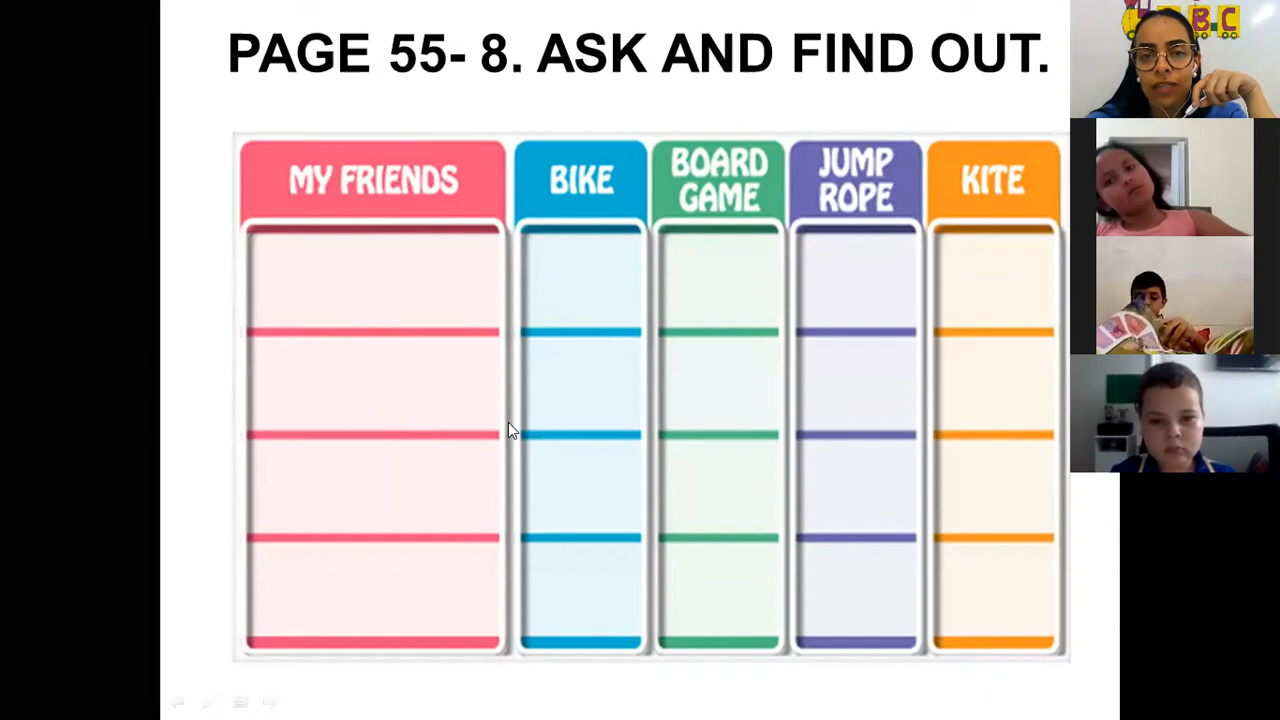 PAGE 55- 8. ASK AND FIND OUT.
MY FRIENDS
BIKE
BOARD
GAME
JUMP
ROPE
KITE
B C